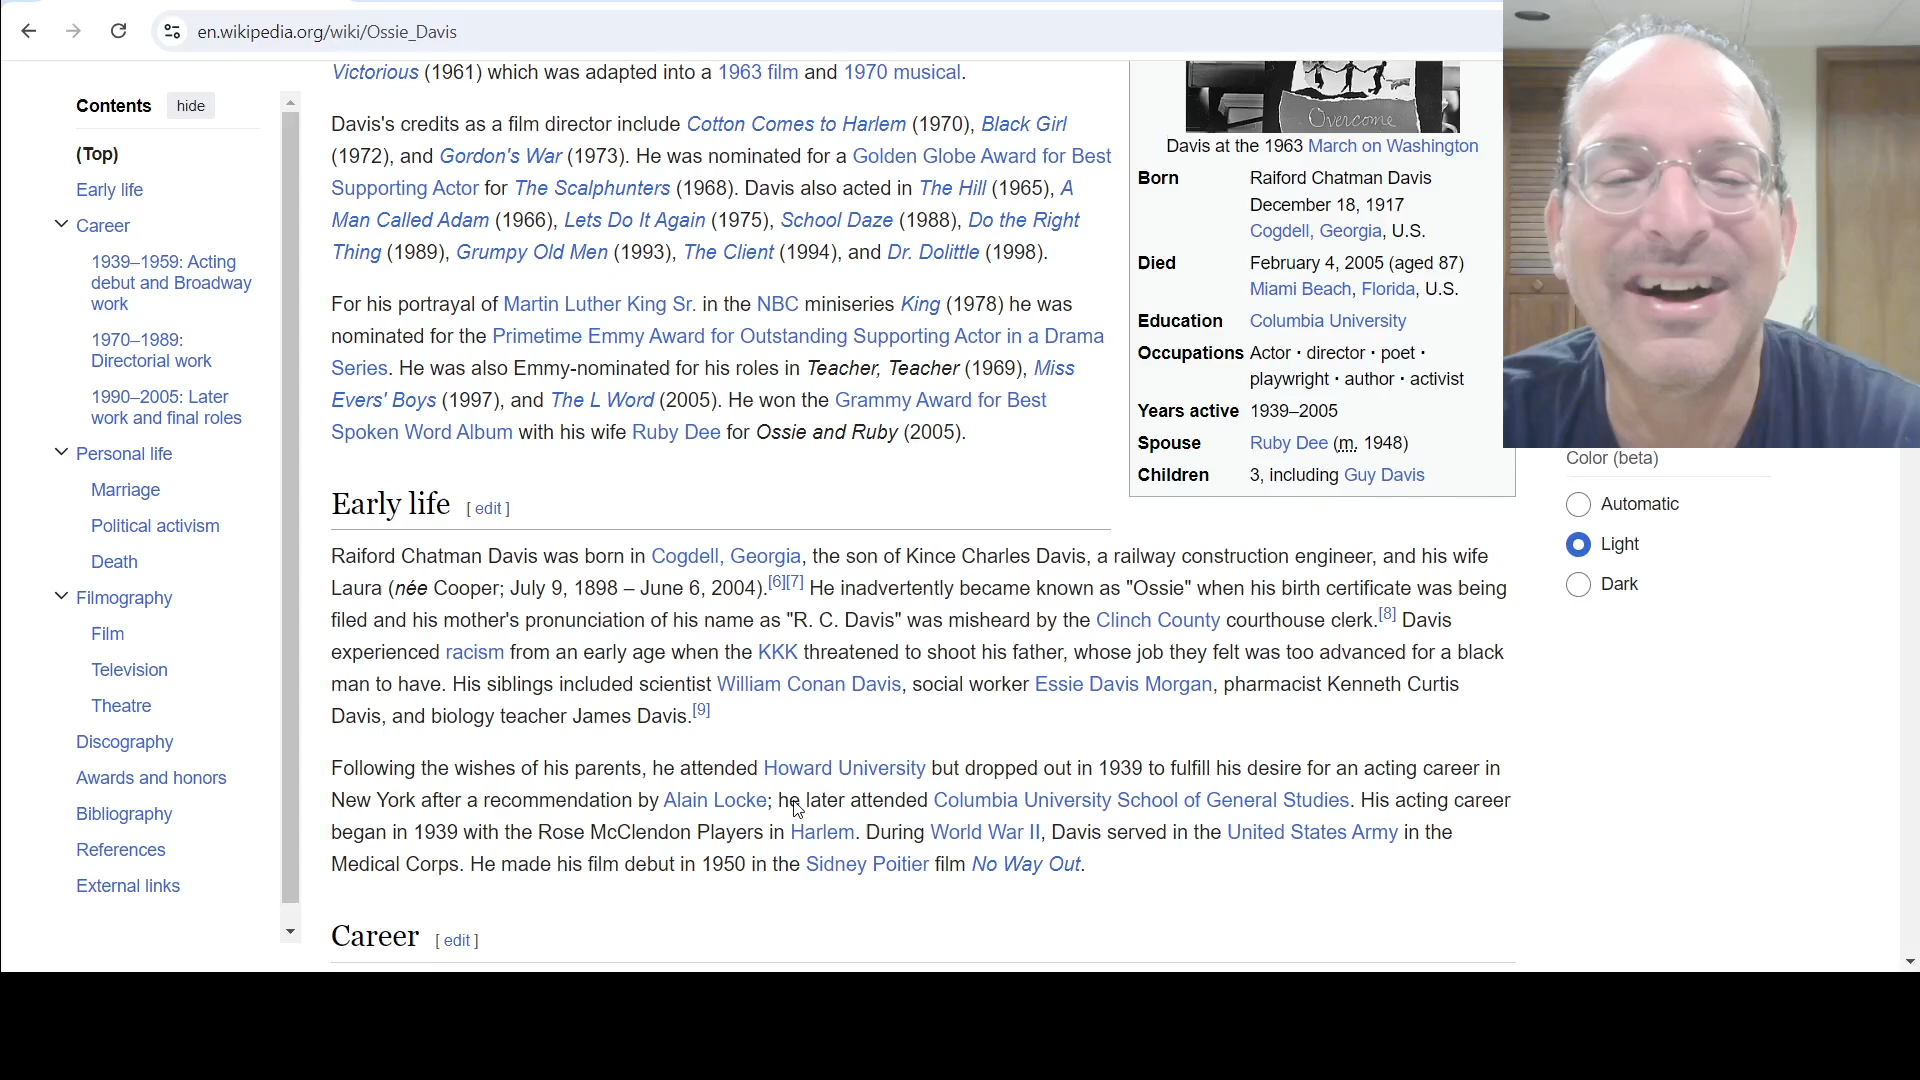 en.wikipedia.org/wiki/Ossie_Davis
Contents hide
(Top)
Early life
Career
1939–1959: Acting
debut and Broadway
work
1970–1989:
Directorial work
1990–2005: Later
work and final roles
Personal life
Marriage
Political activism
Death
Filmography
Film
Television
Theatre
Discography
Awards and honors
Bibliography
References
External links
Victorious (1961) which was adapted into a 1963 film and 1970 musical.
Davis's credits as a film director include Cotton Comes to Harlem (1970), Black Girl
(1972), and Gordon's War (1973). He was nominated for a Golden Globe Award for Best
Supporting Actor for The Scalphunters (1968). Davis also acted in The Hill (1965), A
Man Called Adam (1966), Lets Do It Again (1975), School Daze (1988), Do the Right
Thing (1989), Grumpy Old Men (1993), The Client (1994), and Dr. Dolittle (1998).
For his portrayal of Martin Luther King Sr. in the NBC miniseries King (1978) he was
nominated for the Primetime Emmy Award for Outstanding Supporting Actor in a Drama
Series. He was also Emmy-nominated for his roles in Teacher, Teacher (1969), Miss
Evers' Boys (1997), and The L Word (2005). He won the Grammy Award for Best
Spoken Word Album with his wife Ruby Dee for Ossie and Ruby (2005).
Overcome
Davis at the 1963 March on Washington
Born Raiford Chatman Davis
December 18, 1917
Cogdell, Georgia, U.S.
Died February 4, 2005 (aged 87)
Miami Beach, Florida, U.S.
Education Columbia University
Occupations Actor · director · poet ·
playwright · author · activist
Years active 1939–2005
Spouse Ruby Dee (m. 1948)
Children 3, including Guy Davis
Early life [ edit ]
Raiford Chatman Davis was born in Cogdell, Georgia, the son of Kince Charles Davis, a railway construction engineer, and his wife
Laura (née Cooper; July 9, 1898 – June 6, 2004).[6][7] He inadvertently became known as "Ossie" when his birth certificate was being
filed and his mother's pronunciation of his name as "R. C. Davis" was misheard by the Clinch County courthouse clerk.[8] Davis
experienced racism from an early age when the KKK threatened to shoot his father, whose job they felt was too advanced for a black
man to have. His siblings included scientist William Conan Davis, social worker Essie Davis Morgan, pharmacist Kenneth Curtis
Davis, and biology teacher James Davis.[9]
Following the wishes of his parents, he attended Howard University but dropped out in 1939 to fulfill his desire for an acting career in
New York after a recommendation by Alain Locke; he later attended Columbia University School of General Studies. His acting career
began in 1939 with the Rose McClendon Players in Harlem. During World War II, Davis served in the United States Army in the
Medical Corps. He made his film debut in 1950 in the Sidney Poitier film No Way Out.
Career [ edit ]
Color (beta)
Automatic
Light
Dark